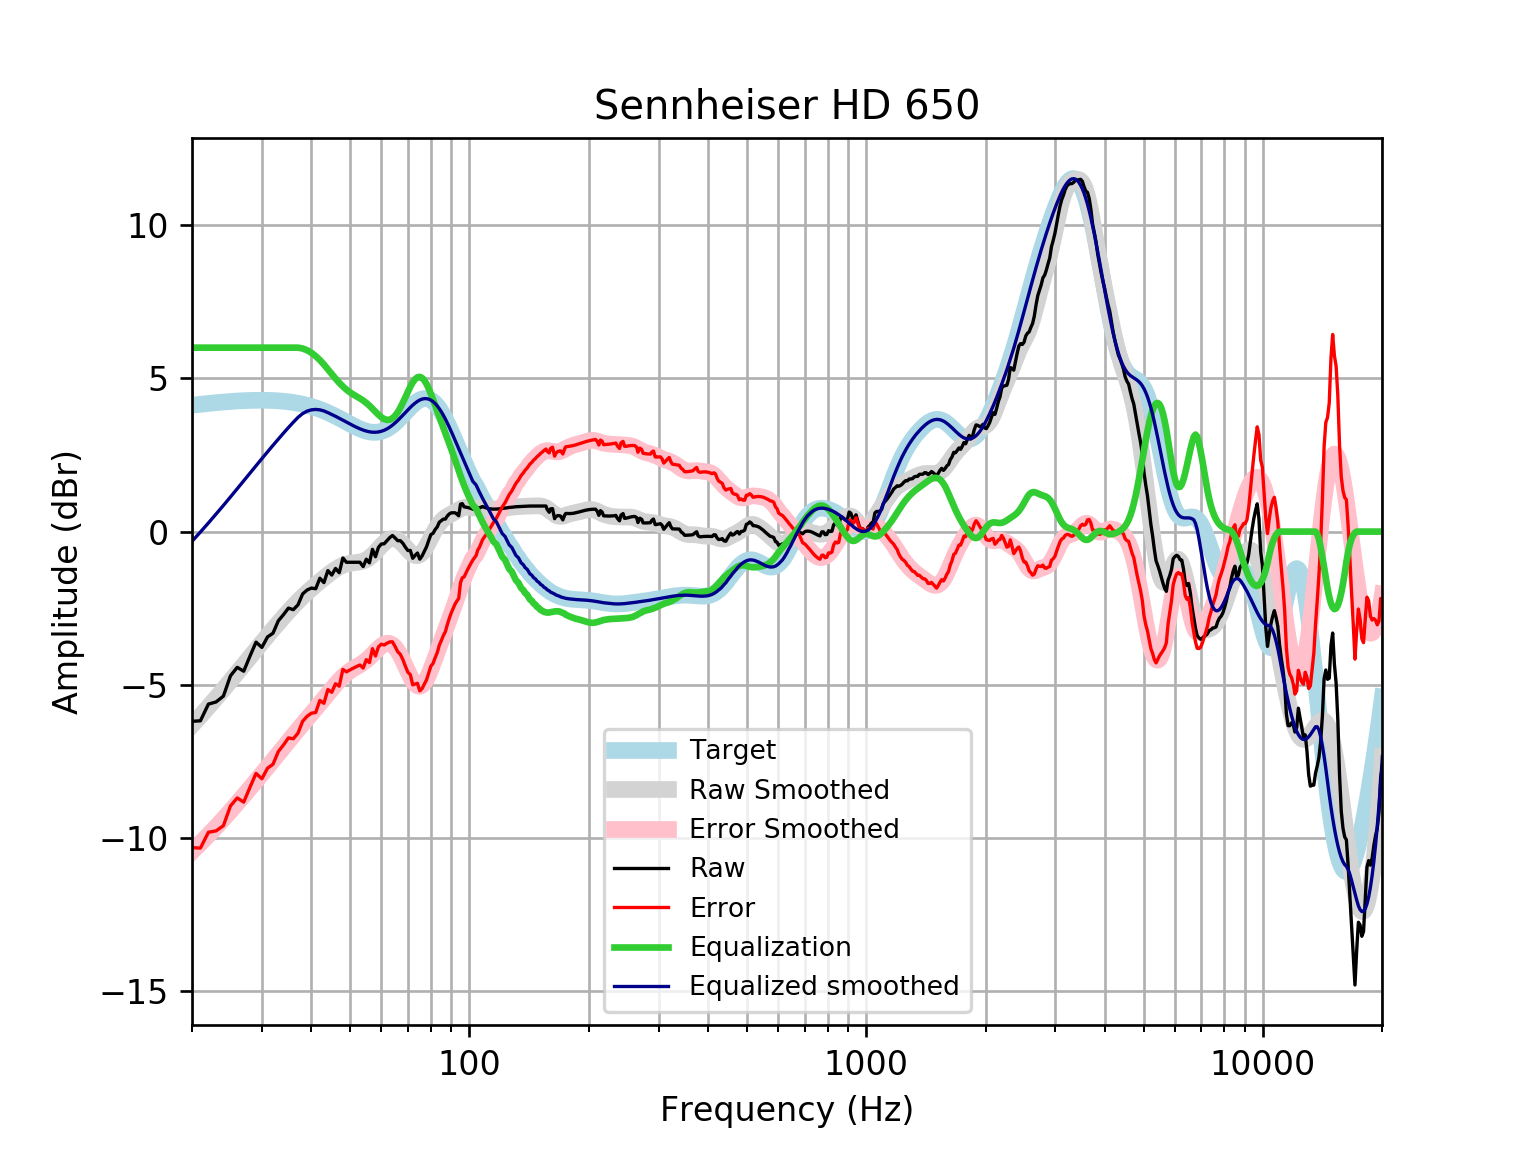 Sennheiser HD 650
10
5
0
−5
−10
−15
Amplitude (dBr)
Target
Raw Smoothed
Error Smoothed
Raw
Error
Equalization
Equalized smoothed
100 1000 10000
Frequency (Hz)